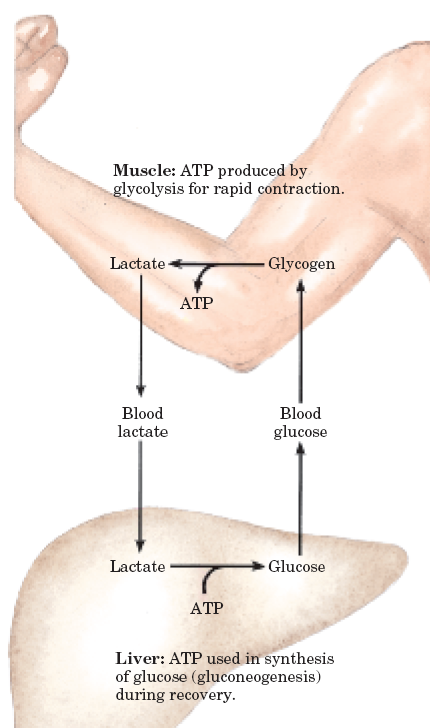 Muscle: ATP produced by
glycolysis for rapid contraction.
Lactate
Glycogen
ATP
Blood
lactate
Blood
glucose
Lactate
Glucose
ATP
Liver: ATP used in synthesis
of glucose (gluconeogenesis)
during recovery.